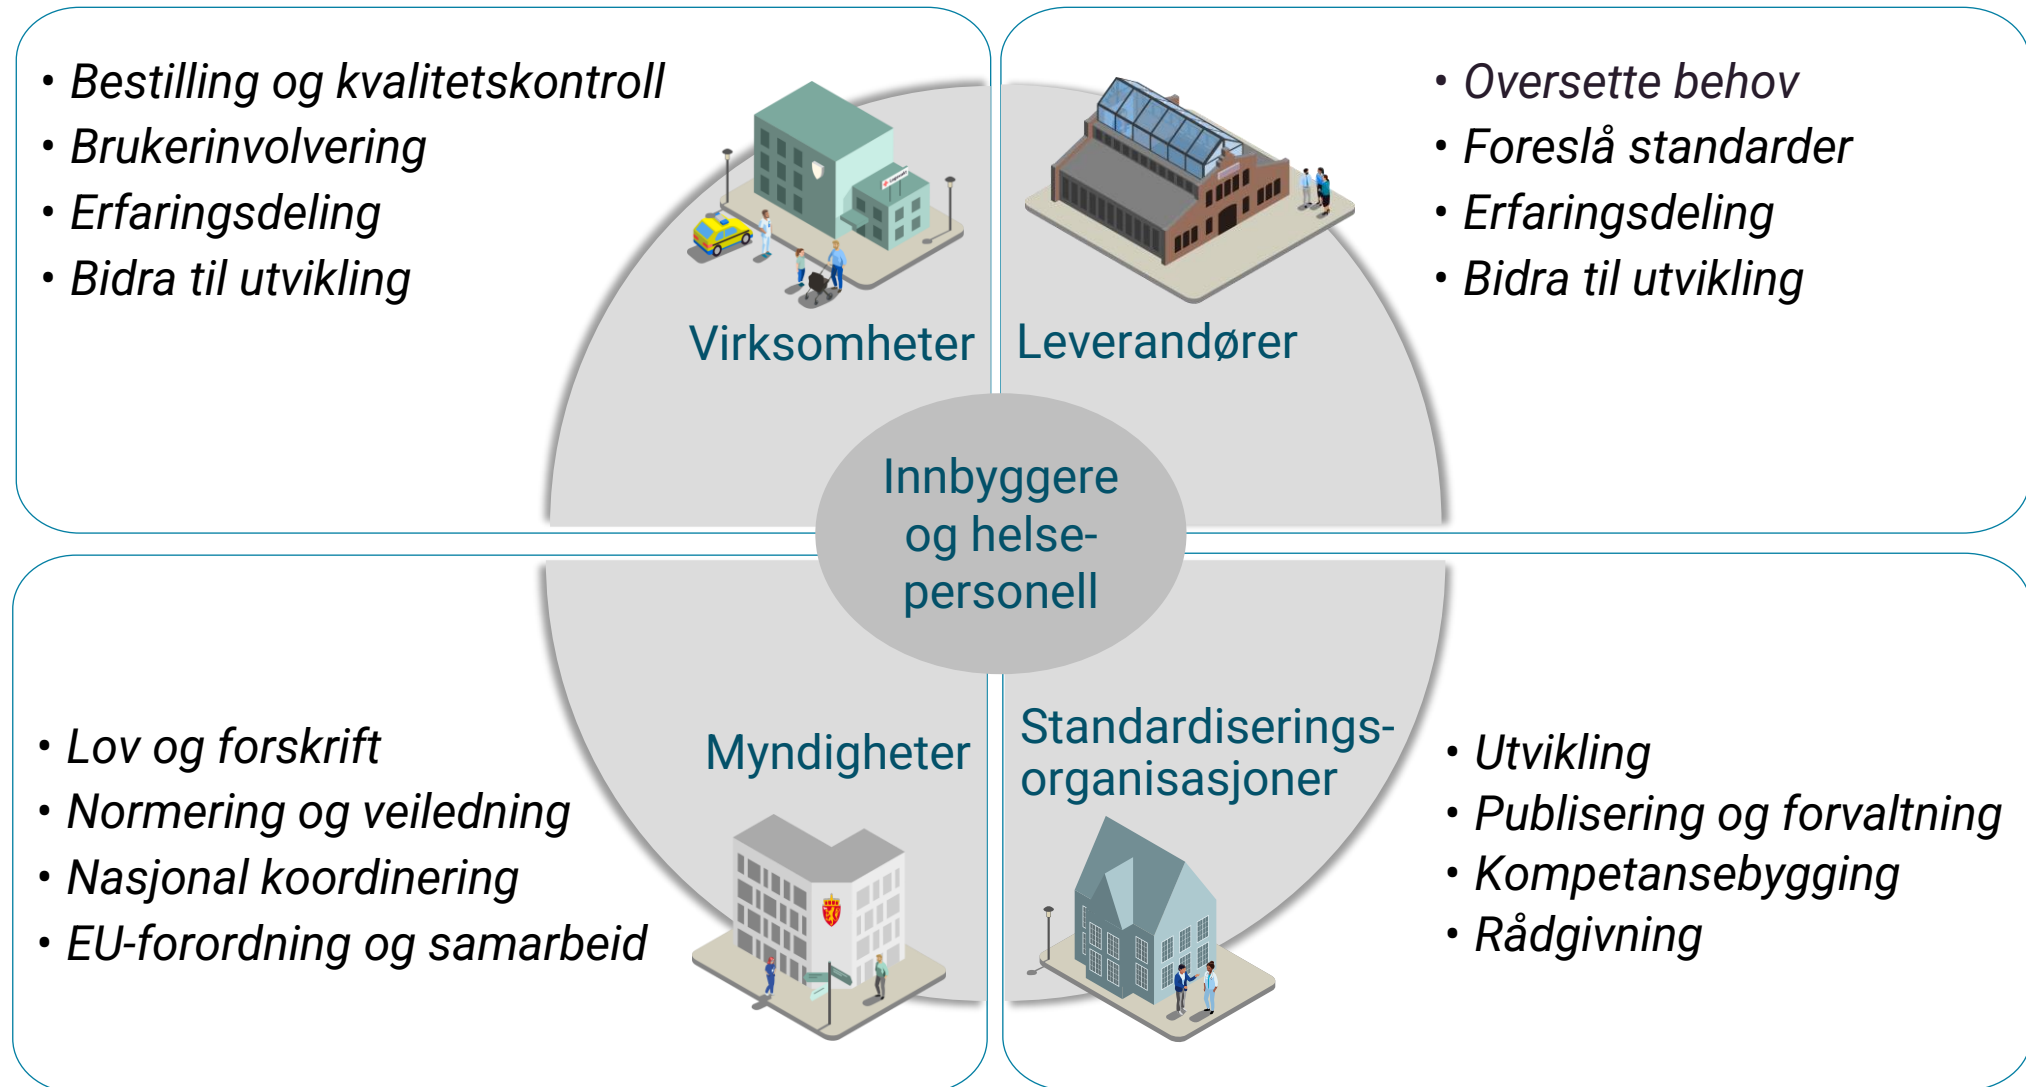 • Bestilling og kvalitetskontroll
• Brukerinvolvering
• Erfaringsdeling
• Bidra til utvikling
Virksomheter
Leverandører
• Oversette behov
• Foreslå standarder
• Erfaringsdeling
• Bidra til utvikling
Innbyggere
og helse-
personell
• Lov og forskrift
• Normering og veiledning
• Nasjonal koordinering
• EU-forordning og samarbeid
Myndigheter
Standardiserings-
organisasjoner
• Utvikling
• Publisering og forvaltning
• Kompetansebygging
• Rådgivning